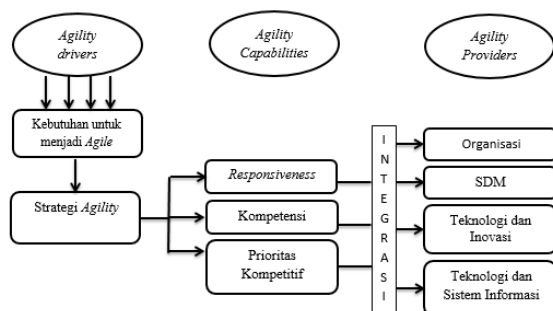 Agility
drivers
Agility
Capabilities
Agility
Providers
Kebutuhan untuk
menjadi Agile
Strategi Agility
Responsiveness
Kompetensi
Prioritas
Kompetitif
INTEGRASI
Organisasi
SDM
Teknologi dan
Inovasi
Teknologi dan
Sistem Informasi